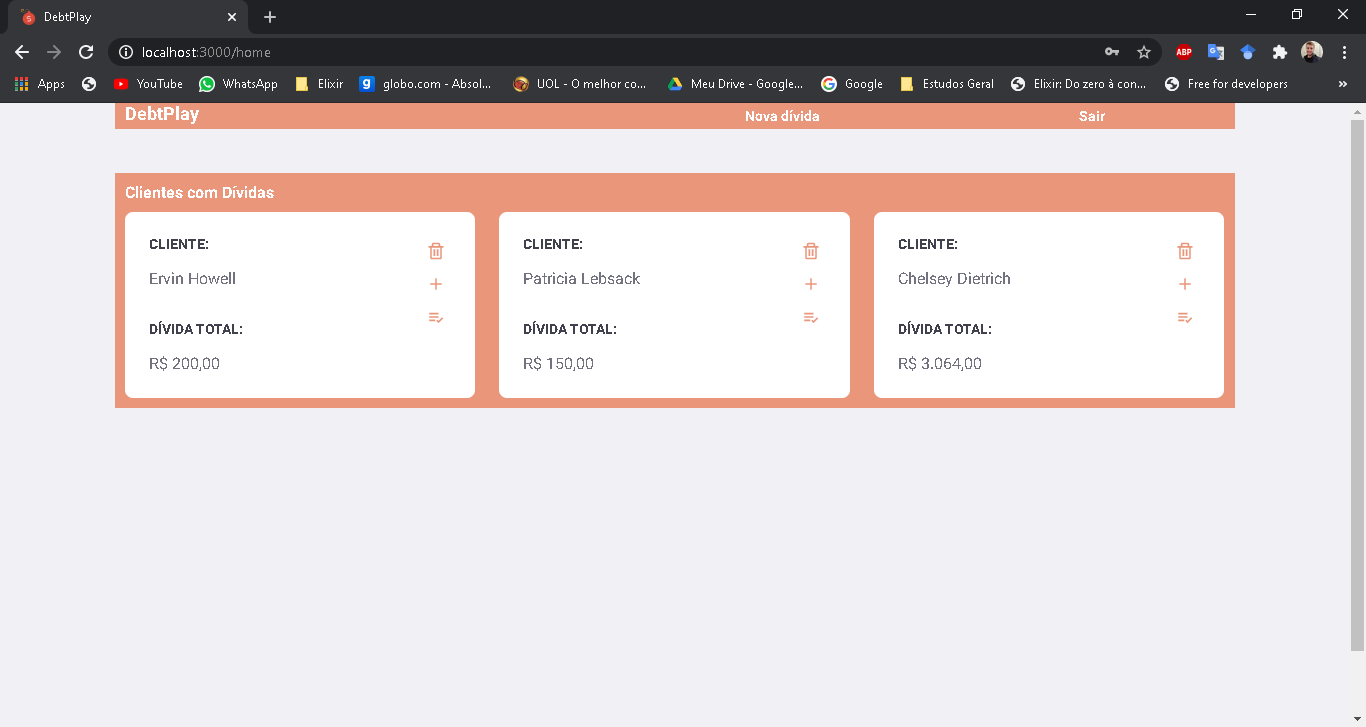 DebtPlay
localhost:3000/home
ABP
Apps YouTube WhatsApp Elixir globo.com - Absol... UOL - O melhor co... Meu Drive - Google... Google Estudos Geral Elixir: Do zero à con... Free for developers »
DebtPlay Nova dívida Sair
Clientes com Dívidas
CLIENTE:
Ervin Howell
DÍVIDA TOTAL:
R$ 200,00
CLIENTE:
Patricia Lebsack
DÍVIDA TOTAL:
R$ 150,00
CLIENTE:
Chelsey Dietrich
DÍVIDA TOTAL:
R$ 3.064,00